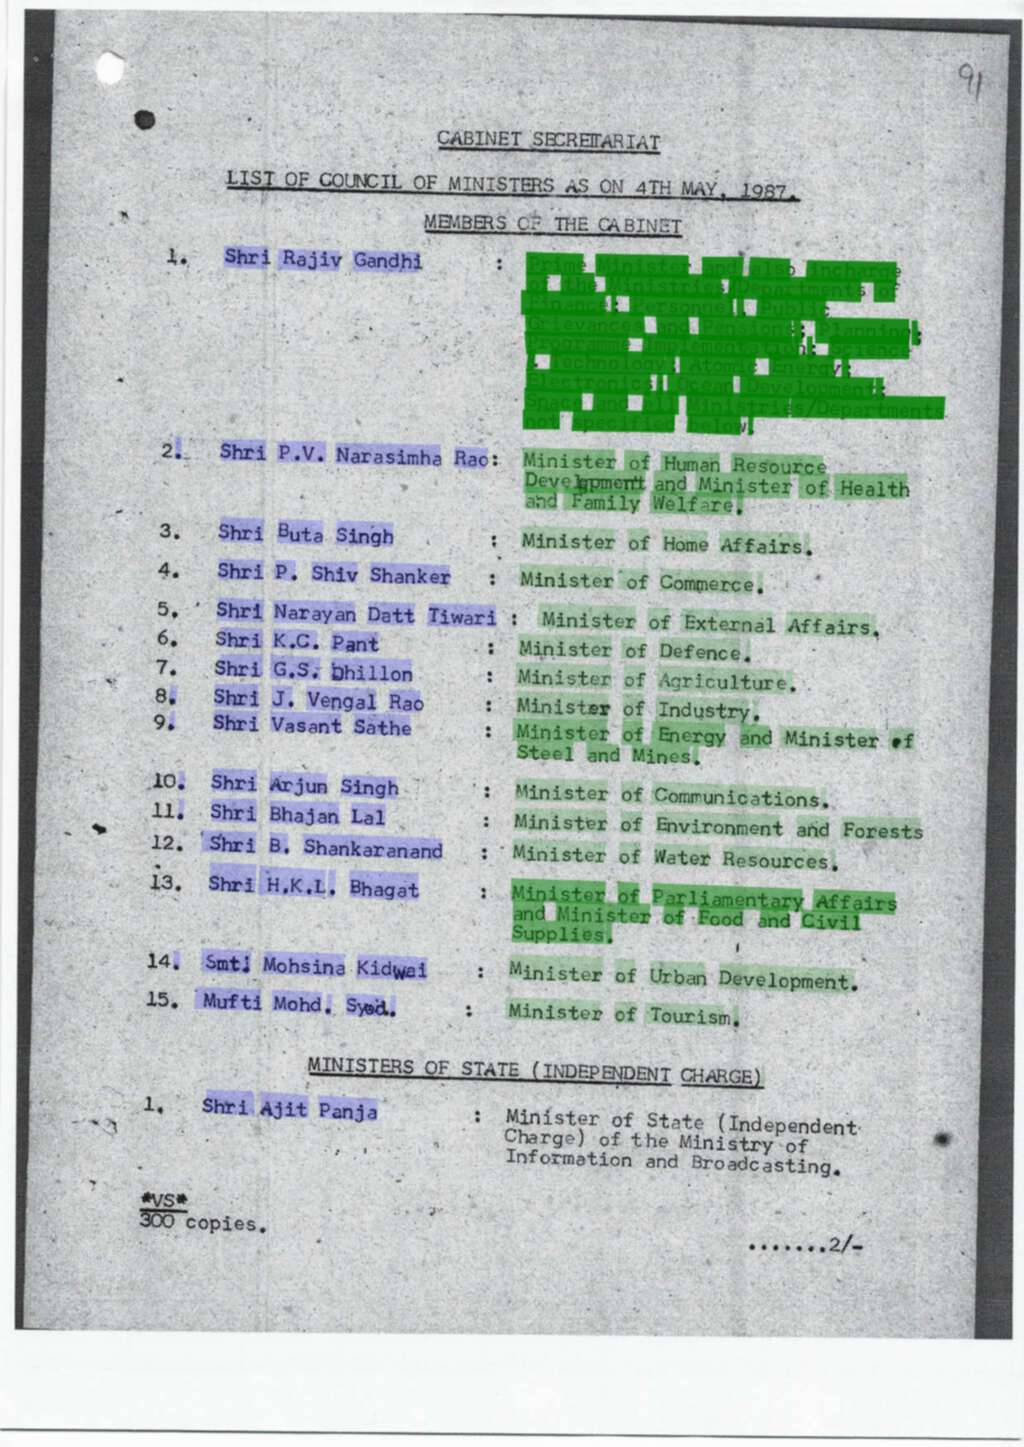 91
CABINET SECRETARIAT
LIST OF COUNCIL OF MINISTERS AS ON 4TH MAY, 1987.
MEMBERS OF THE CABINET
1. Shri Rajiv Gandhi : Prime Minister and also incharge
of the Ministries/Departments of
Finance; Personnel, Public
Grievances and Pensions; Planning;
Programme Implementation; Science
& Technology; Atomic Energy;
Electronics; Ocean Development;
Space and all Ministries/Departments
not specified below.
2. Shri P.V. Narasimha Rao: Minister of Human Resource
Development and Minister of Health
and Family Welfare.
3. Shri Buta Singh : Minister of Home Affairs.
4. Shri P. Shiv Shanker : Minister of Commerce.
5. Shri Narayan Datt Tiwari : Minister of External Affairs.
6. Shri K.C. Pant : Minister of Defence.
7. Shri G.S. Dhillon : Minister of Agriculture.
8. Shri J. Vengal Rao : Minister of Industry.
9. Shri Vasant Sathe : Minister of Energy and Minister of
Steel and Mines.
10. Shri Arjun Singh : Minister of Communications.
11. Shri Bhajan Lal : Minister of Environment and Forests
12. Shri B. Shankaranand : Minister of Water Resources.
13. Shri H.K.L. Bhagat : Minister of Parliamentary Affairs
and Minister of Food and Civil
Supplies.
14. Smt. Mohsina Kidwai : Minister of Urban Development.
15. Mufti Mohd. Syed. : Minister of Tourism.
MINISTERS OF STATE (INDEPENDENT CHARGE)
1. Shri Ajit Panja : Minister of State (Independent
Charge) of the Ministry of
Information and Broadcasting.
*VS*
300 copies.
.......2/-